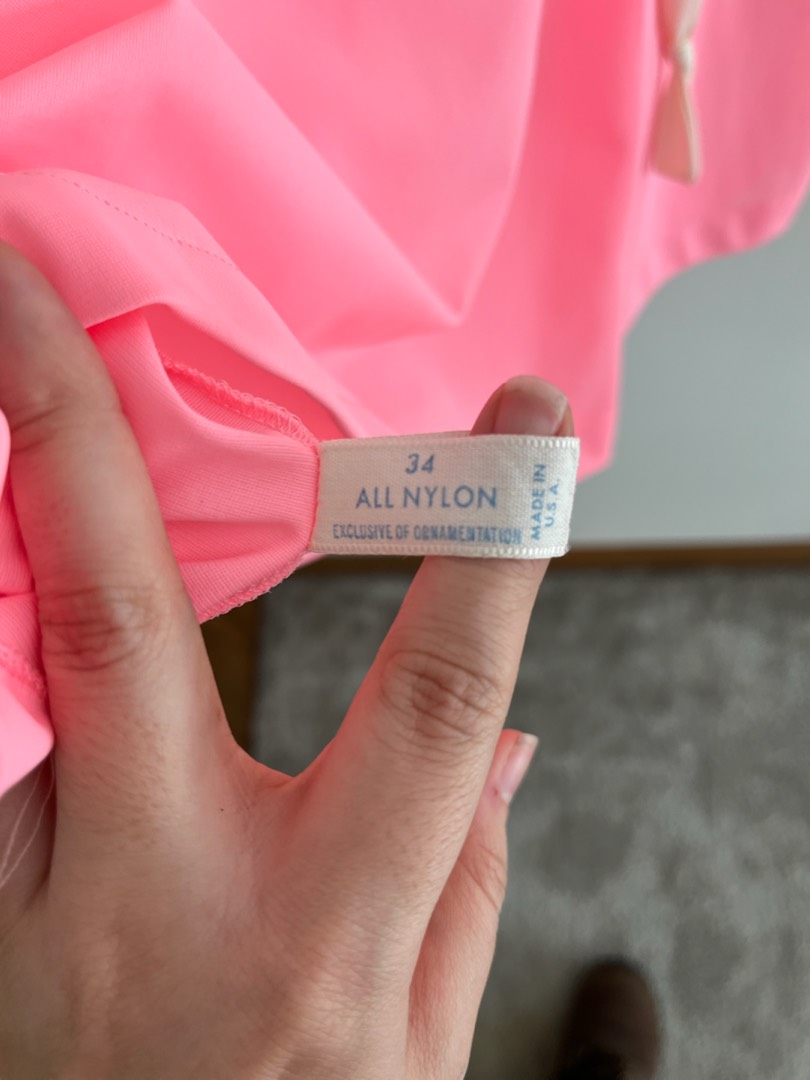 34
ALL NYLON
EXCLUSIVE OF ORNAMENTATION
MADE IN
U.S.A.